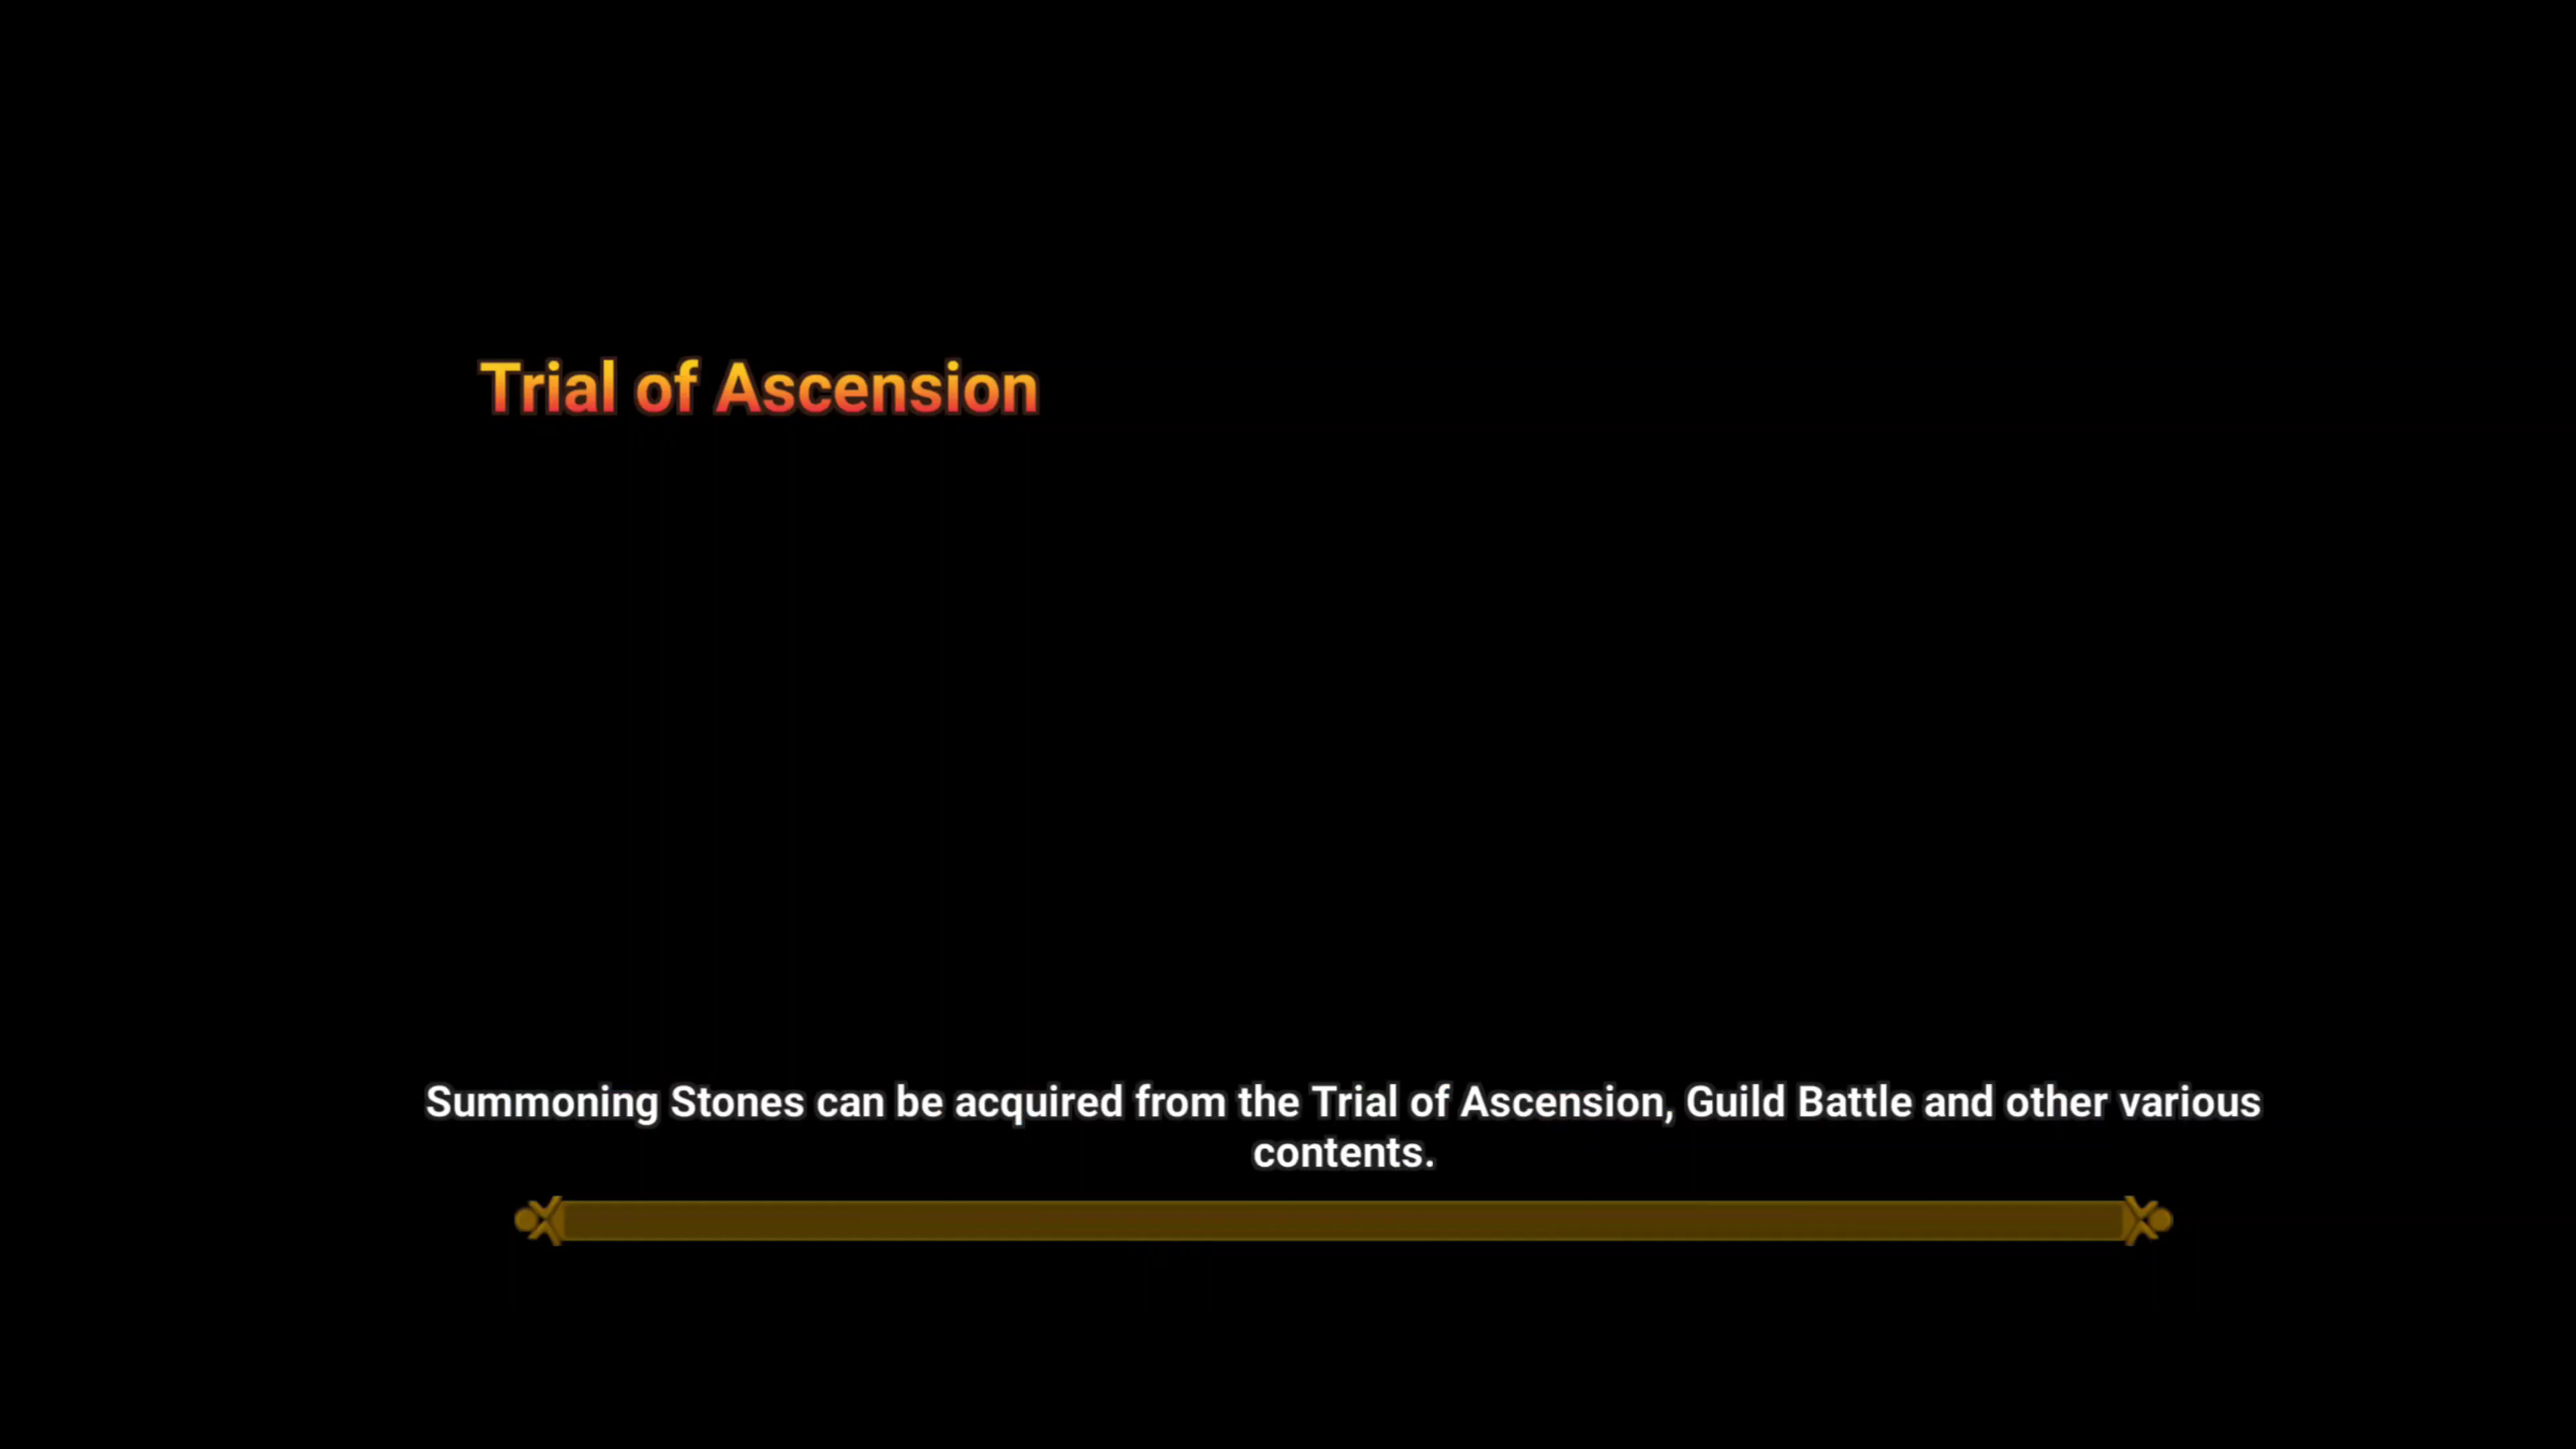 Trial of Ascension
Summoning Stones can be acquired from the Trial of Ascension, Guild Battle and other various
contents.